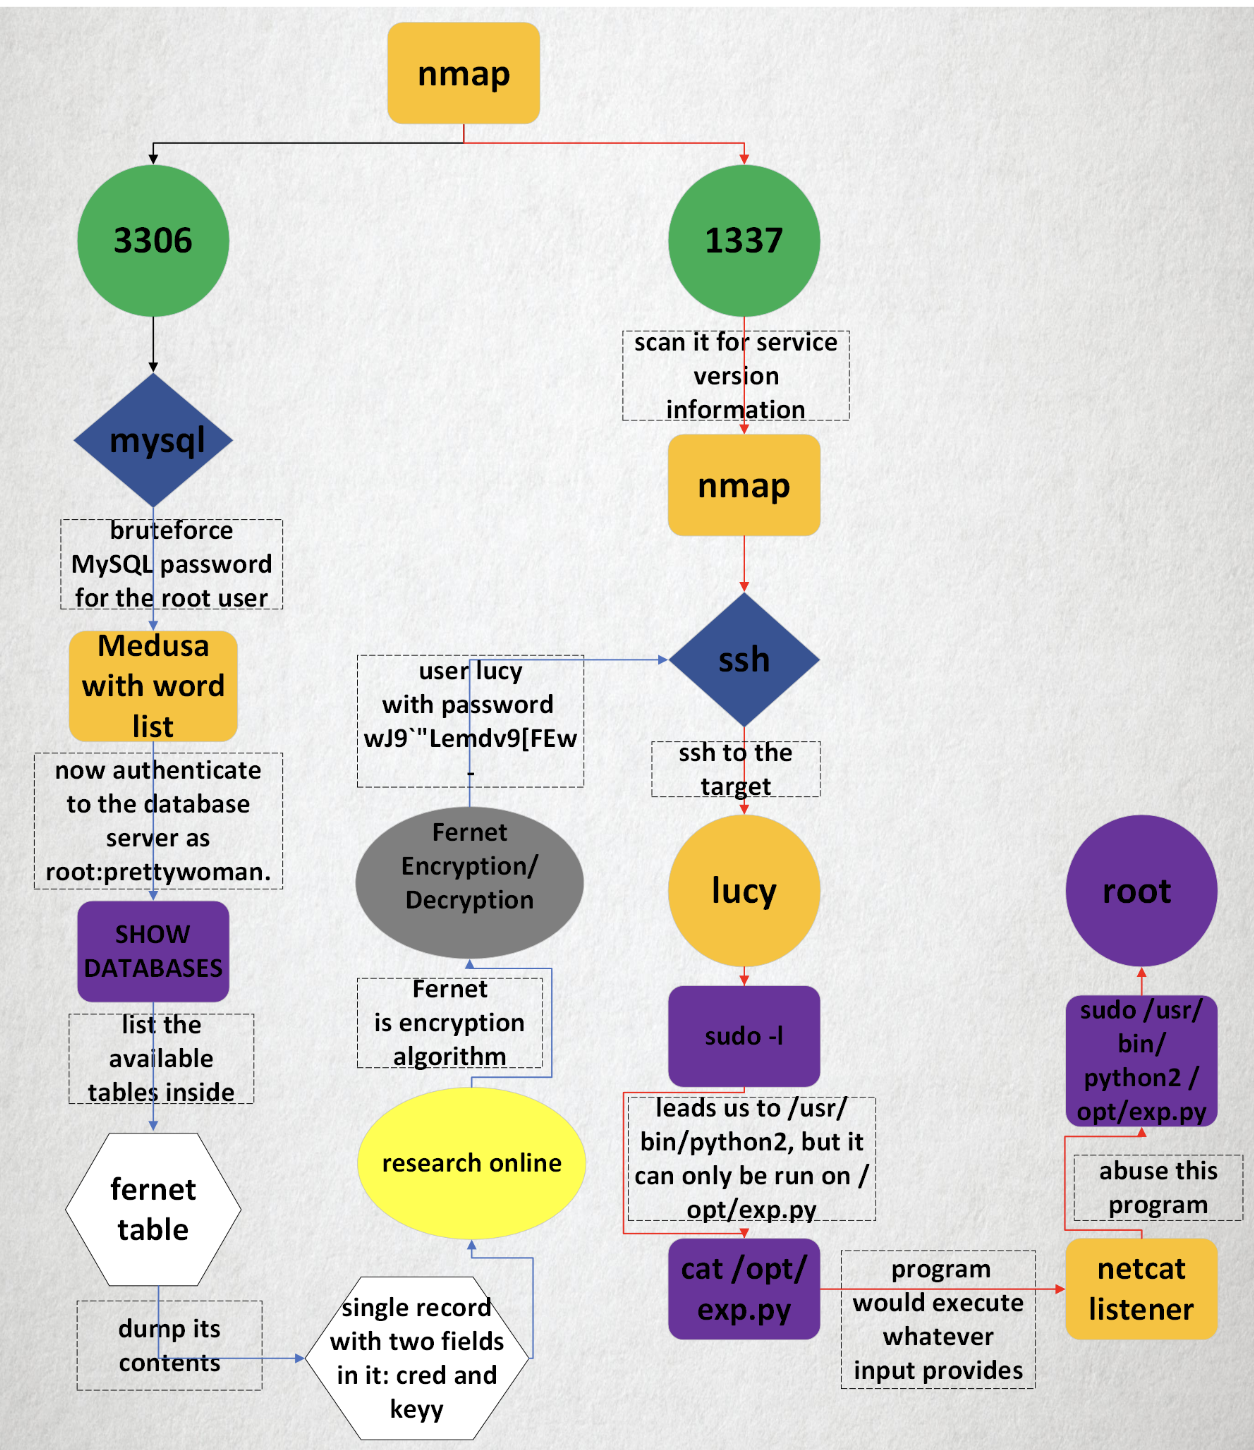 nmap
3306
1337
scan it for service
version
information
mysql
nmap
bruteforce
MySQL password
for the root user
Medusa
with word
list
user lucy
with password
wJ9`"Lemdv9[FEw
-
ssh
ssh to the
target
now authenticate
to the database
server as
root:prettywoman.
Fernet
Encryption/
Decryption
lucy
root
SHOW
DATABASES
Fernet
is encryption
algorithm
sudo -l
sudo /usr/
bin/
python2 /
opt/exp.py
list the
available
tables inside
leads us to /usr/
bin/python2, but it
can only be run on /
opt/exp.py
research online
abuse this
program
fernet
table
cat /opt/
exp.py
program
would execute
whatever
input provides
netcat
listener
dump its
contents
single record
with two fields
in it: cred and
keyy